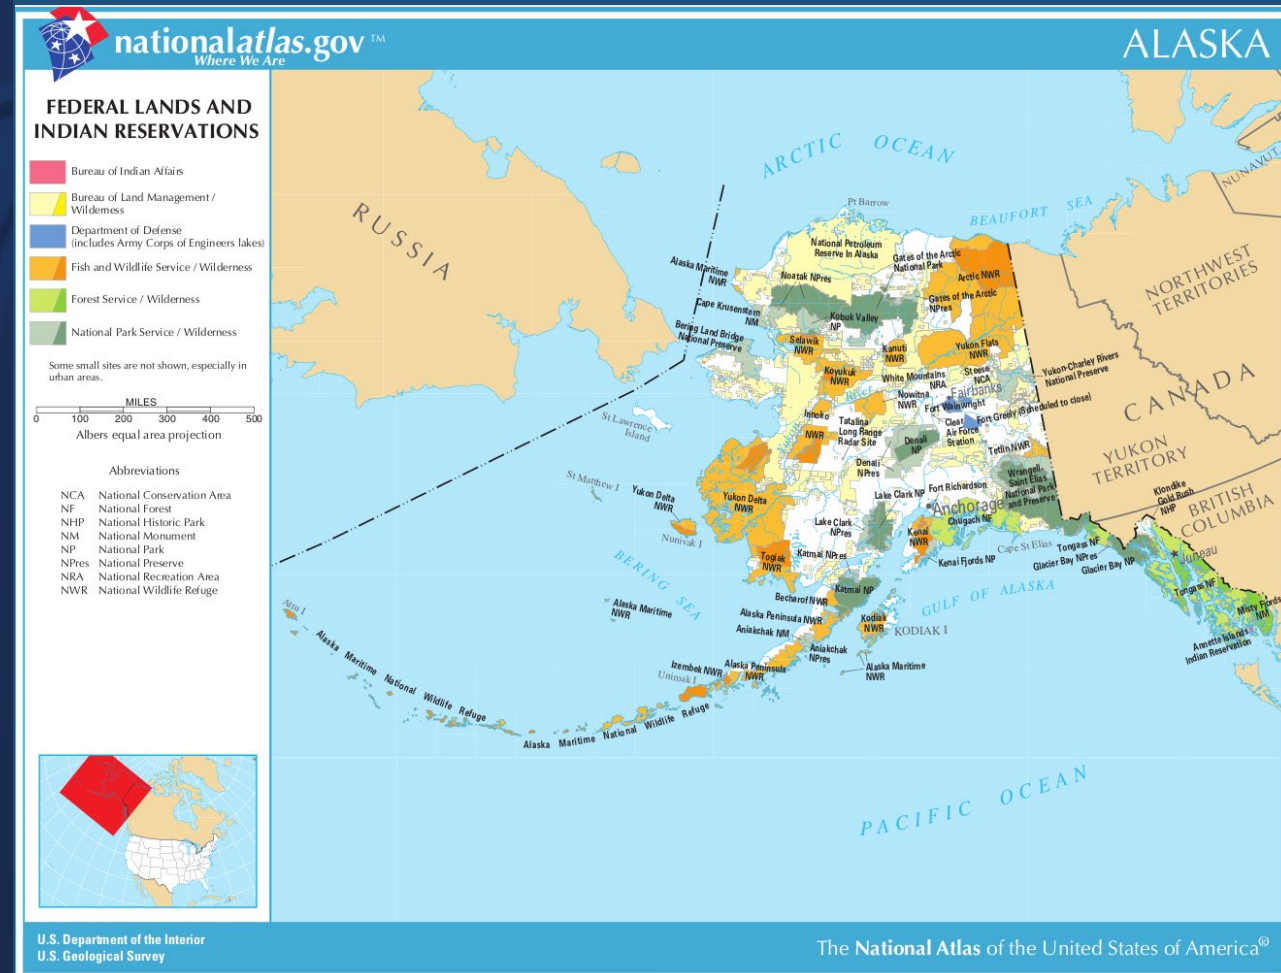 nationalatlas.gov™
Where We Are
ALASKA
FEDERAL LANDS AND
INDIAN RESERVATIONS
Bureau of Indian Affairs
Bureau of Land Management /
Wilderness
Department of Defense
(includes Army Corps of Engineers lakes)
Fish and Wildlife Service / Wilderness
Forest Service / Wilderness
National Park Service / Wilderness
Some small sites are not shown, especially in
urban areas.
MILES
0 100 200 300 400 500
Albers equal area projection
Abbreviations
NCA National Conservation Area
NF National Forest
NHP National Historic Park
NM National Monument
NP National Park
NPres National Preserve
NRA National Recreation Area
NWR National Wildlife Refuge
ARCTIC OCEAN
RUSSIA
Pt Barrow
BEAUFORT SEA
NUNAVUT
NORTHWEST
TERRITORIES
National Petroleum
Reserve In Alaska
Gates of the Arctic
National Park
Alaska Maritime
NWR
Noatak NPres
Arctic NWR
Gates of the Arctic
NPres
Cape Krusenstern
NM
Kobuk Valley
NP
Bering Land Bridge
National Preserve
Selawik
NWR
Kanuti
NWR
Yukon Flats
NWR
Koyukuk
NWR
White Mountains
NRA
Steese
NCA
Yukon-Charley Rivers
National Preserve
CANADA
River
Nowitna
NWR
Fairbanks
Fort Wainwright
Fort Greely (Scheduled to close)
St Lawrence
Island
Innoko
NWR
Tatalina
Long Range
Radar Site
Clear
Air Force
Station
Denali
NP
Tetlin NWR
YUKON
TERRITORY
Denali
NPres
Wrangell
Saint Elias
National Park
and Preserve
St Matthew I
Yukon Delta
NWR
Yukon Delta
NWR
Lake Clark NP
Fort Richardson
Anchorage
Klondike
Gold Rush
NHP
BRITISH
COLUMBIA
Nunivak I
Lake Clark
NPres
Chugach NF
Kenai
NWR
Cape St Elias
Tongass NF
Glacier Bay NPres
Glacier Bay NP
Juneau
Togiak
NWR
Katmai NPres
Kenai Fjords NP
BERING SEA
Katmai NP
GULF OF ALASKA
Tongass NF
Misty Fiords
NM
Becharof NWR
Attu I
Alaska Maritime
NWR
Alaska Peninsula NWR
Kodiak
NWR
KODIAK I
Aniakchak NM
Annette Islands
Indian Reservation
Aniakchak
NPres
Alaska Maritime
NWR
Izembek NWR
Alaska Peninsula
NWR
Unimak I
Alaska Maritime National Wildlife Refuge
Alaska Maritime National Wildlife Refuge
PACIFIC OCEAN
U.S. Department of the Interior
U.S. Geological Survey
The National Atlas of the United States of America®